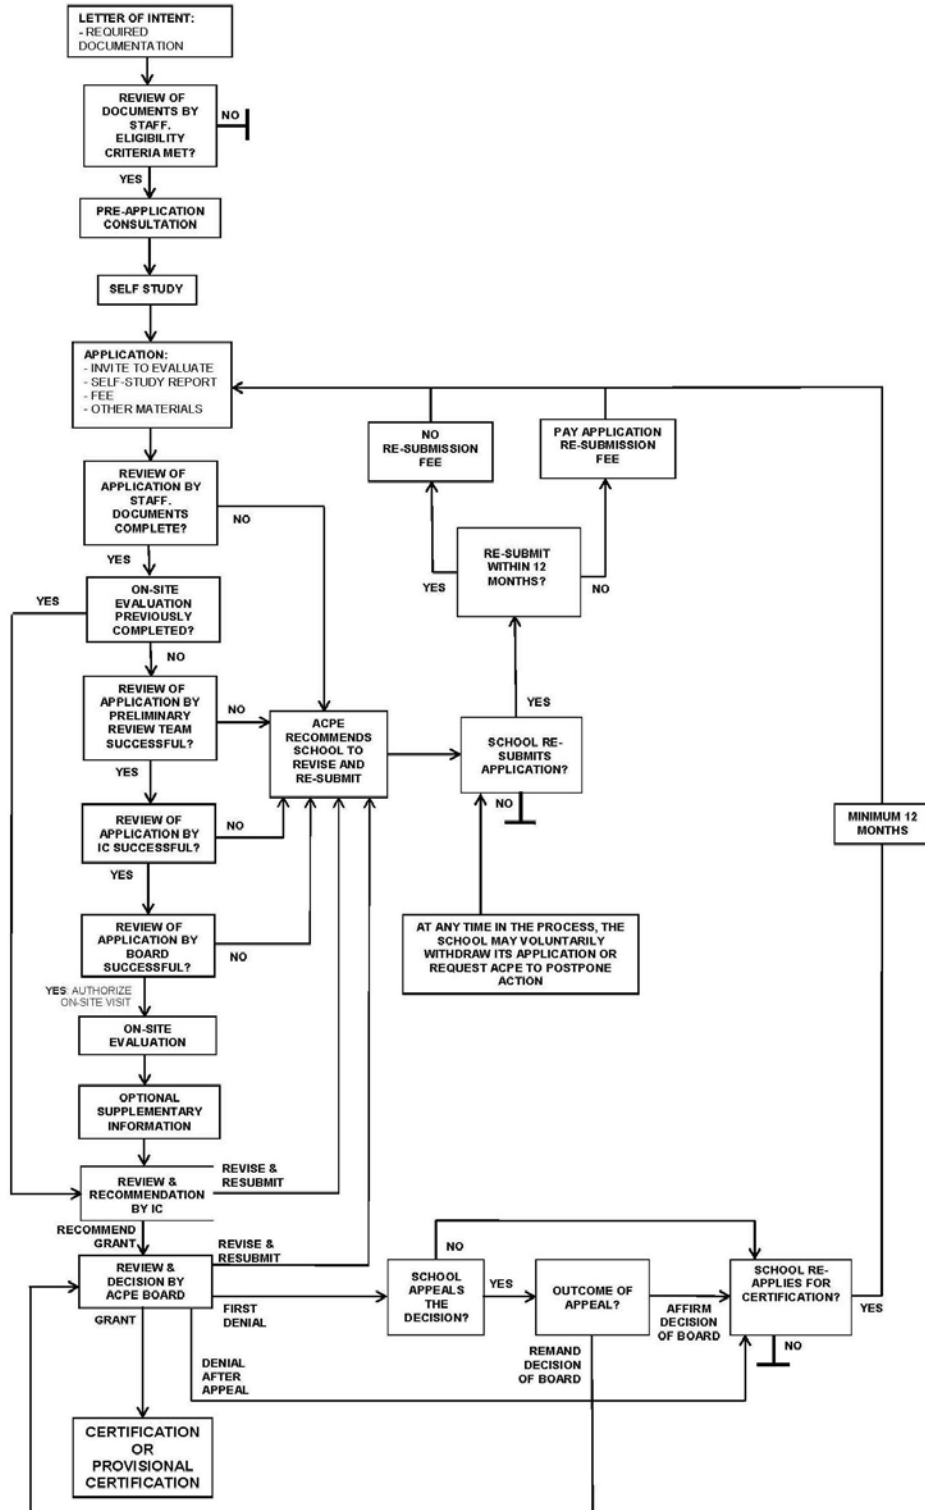 LETTER OF INTENT:
- REQUIRED
DOCUMENTATION
REVIEW OF
DOCUMENTS BY
STAFF.
ELIGIBILITY
CRITERIA MET?
NO
YES
PRE-APPLICATION
CONSULTATION
SELF STUDY
APPLICATION:
- INVITE TO EVALUATE
- SELF-STUDY REPORT
- FEE
- OTHER MATERIALS
NO
RE-SUBMISSION
FEE
PAY APPLICATION
RE-SUBMISSION
FEE
REVIEW OF
APPLICATION BY
STAFF.
DOCUMENTS
COMPLETE?
NO
YES
YES
NO
RE-SUBMIT
WITHIN 12
MONTHS?
YES
NO
YES
ON-SITE
EVALUATION
PREVIOUSLY
COMPLETED?
NO
REVIEW OF
APPLICATION BY
PRELIMINARY
REVIEW TEAM
SUCCESSFUL?
NO
YES
ACPE
RECOMMENDS
SCHOOL TO
REVISE AND
RE-SUBMIT
YES
SCHOOL RE-
SUBMITS
APPLICATION?
NO
MINIMUM 12
MONTHS
REVIEW OF
APPLICATION BY
IC SUCCESSFUL?
NO
YES
REVIEW OF
APPLICATION BY
BOARD
SUCCESSFUL?
NO
AT ANY TIME IN THE PROCESS, THE
SCHOOL MAY VOLUNTARILY
WITHDRAW ITS APPLICATION OR
REQUEST ACPE TO POSTPONE
ACTION
YES: AUTHORIZE
ON-SITE VISIT
ON-SITE
EVALUATION
OPTIONAL
SUPPLEMENTARY
INFORMATION
REVIEW &
RECOMMENDATION
BY IC
REVISE &
RESUBMIT
RECOMMEND
GRANT
REVIEW &
DECISION BY
ACPE BOARD
REVISE &
RESUBMIT
FIRST
DENIAL
GRANT
DENIAL
AFTER
APPEAL
NO
SCHOOL
APPEALS
THE
DECISION?
YES
OUTCOME OF
APPEAL?
AFFIRM
DECISION
OF BOARD
REMAND
DECISION
OF BOARD
SCHOOL RE-
APPLIES FOR
CERTIFICATION?
YES
NO
CERTIFICATION
OR
PROVISIONAL
CERTIFICATION